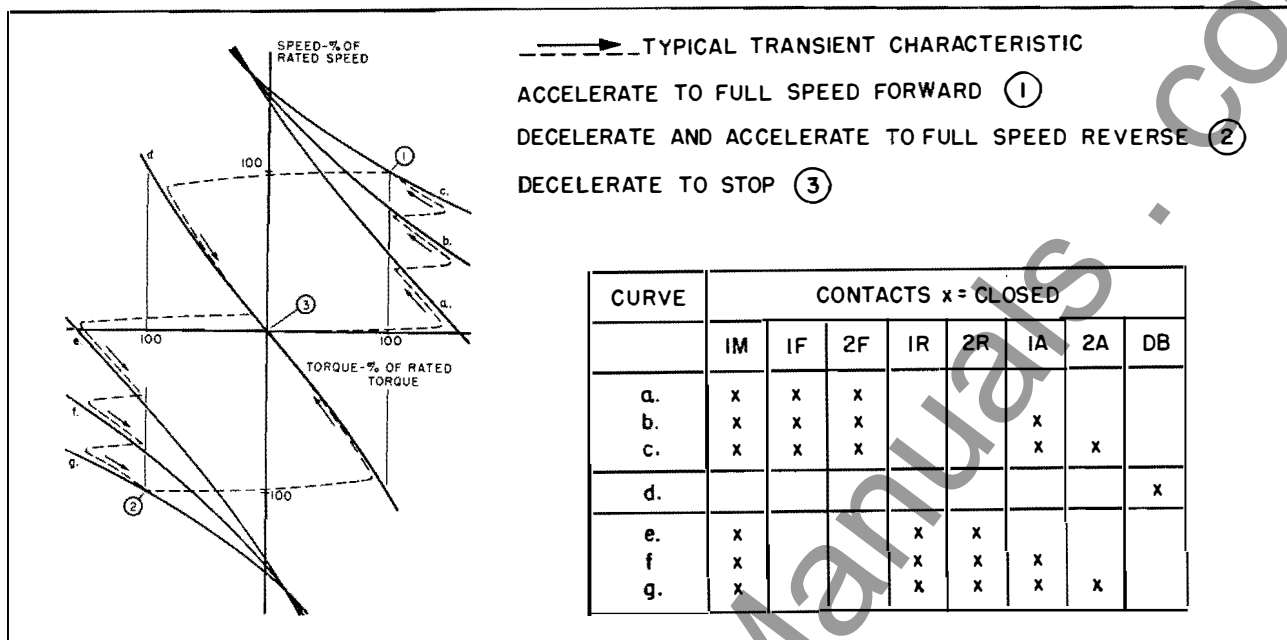 SPEED-% OF
RATED SPEED
100
1
d
c.
b.
a.
3
100
100
e.
TORQUE-% OF RATED
TORQUE
f.
g.
2
100
TYPICAL TRANSIENT CHARACTERISTIC
ACCELERATE TO FULL SPEED FORWARD 1
DECELERATE AND ACCELERATE TO FULL SPEED REVERSE 2
DECELERATE TO STOP 3
CURVE CONTACTS x = CLOSED
1M 1F 2F 1R 2R 1A 2A DB
a. x x x
b. x x x x
c. x x x x x
d. x
e. x x x
f x x x x
g. x x x x x
Manuals . co